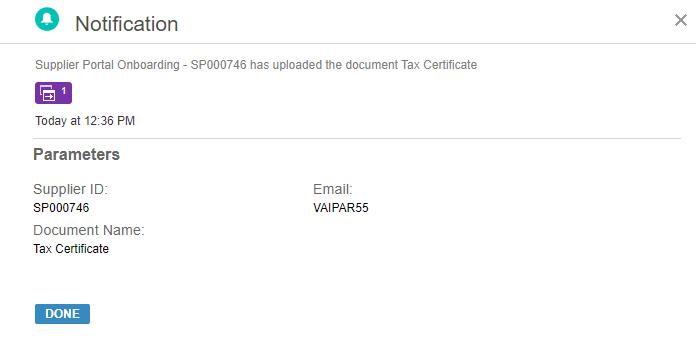 Notification
Supplier Portal Onboarding - SP000746 has uploaded the document Tax Certificate
1
Today at 12:36 PM
Parameters
Supplier ID: Email:
SP000746 VAIPAR55
Document Name:
Tax Certificate
DONE